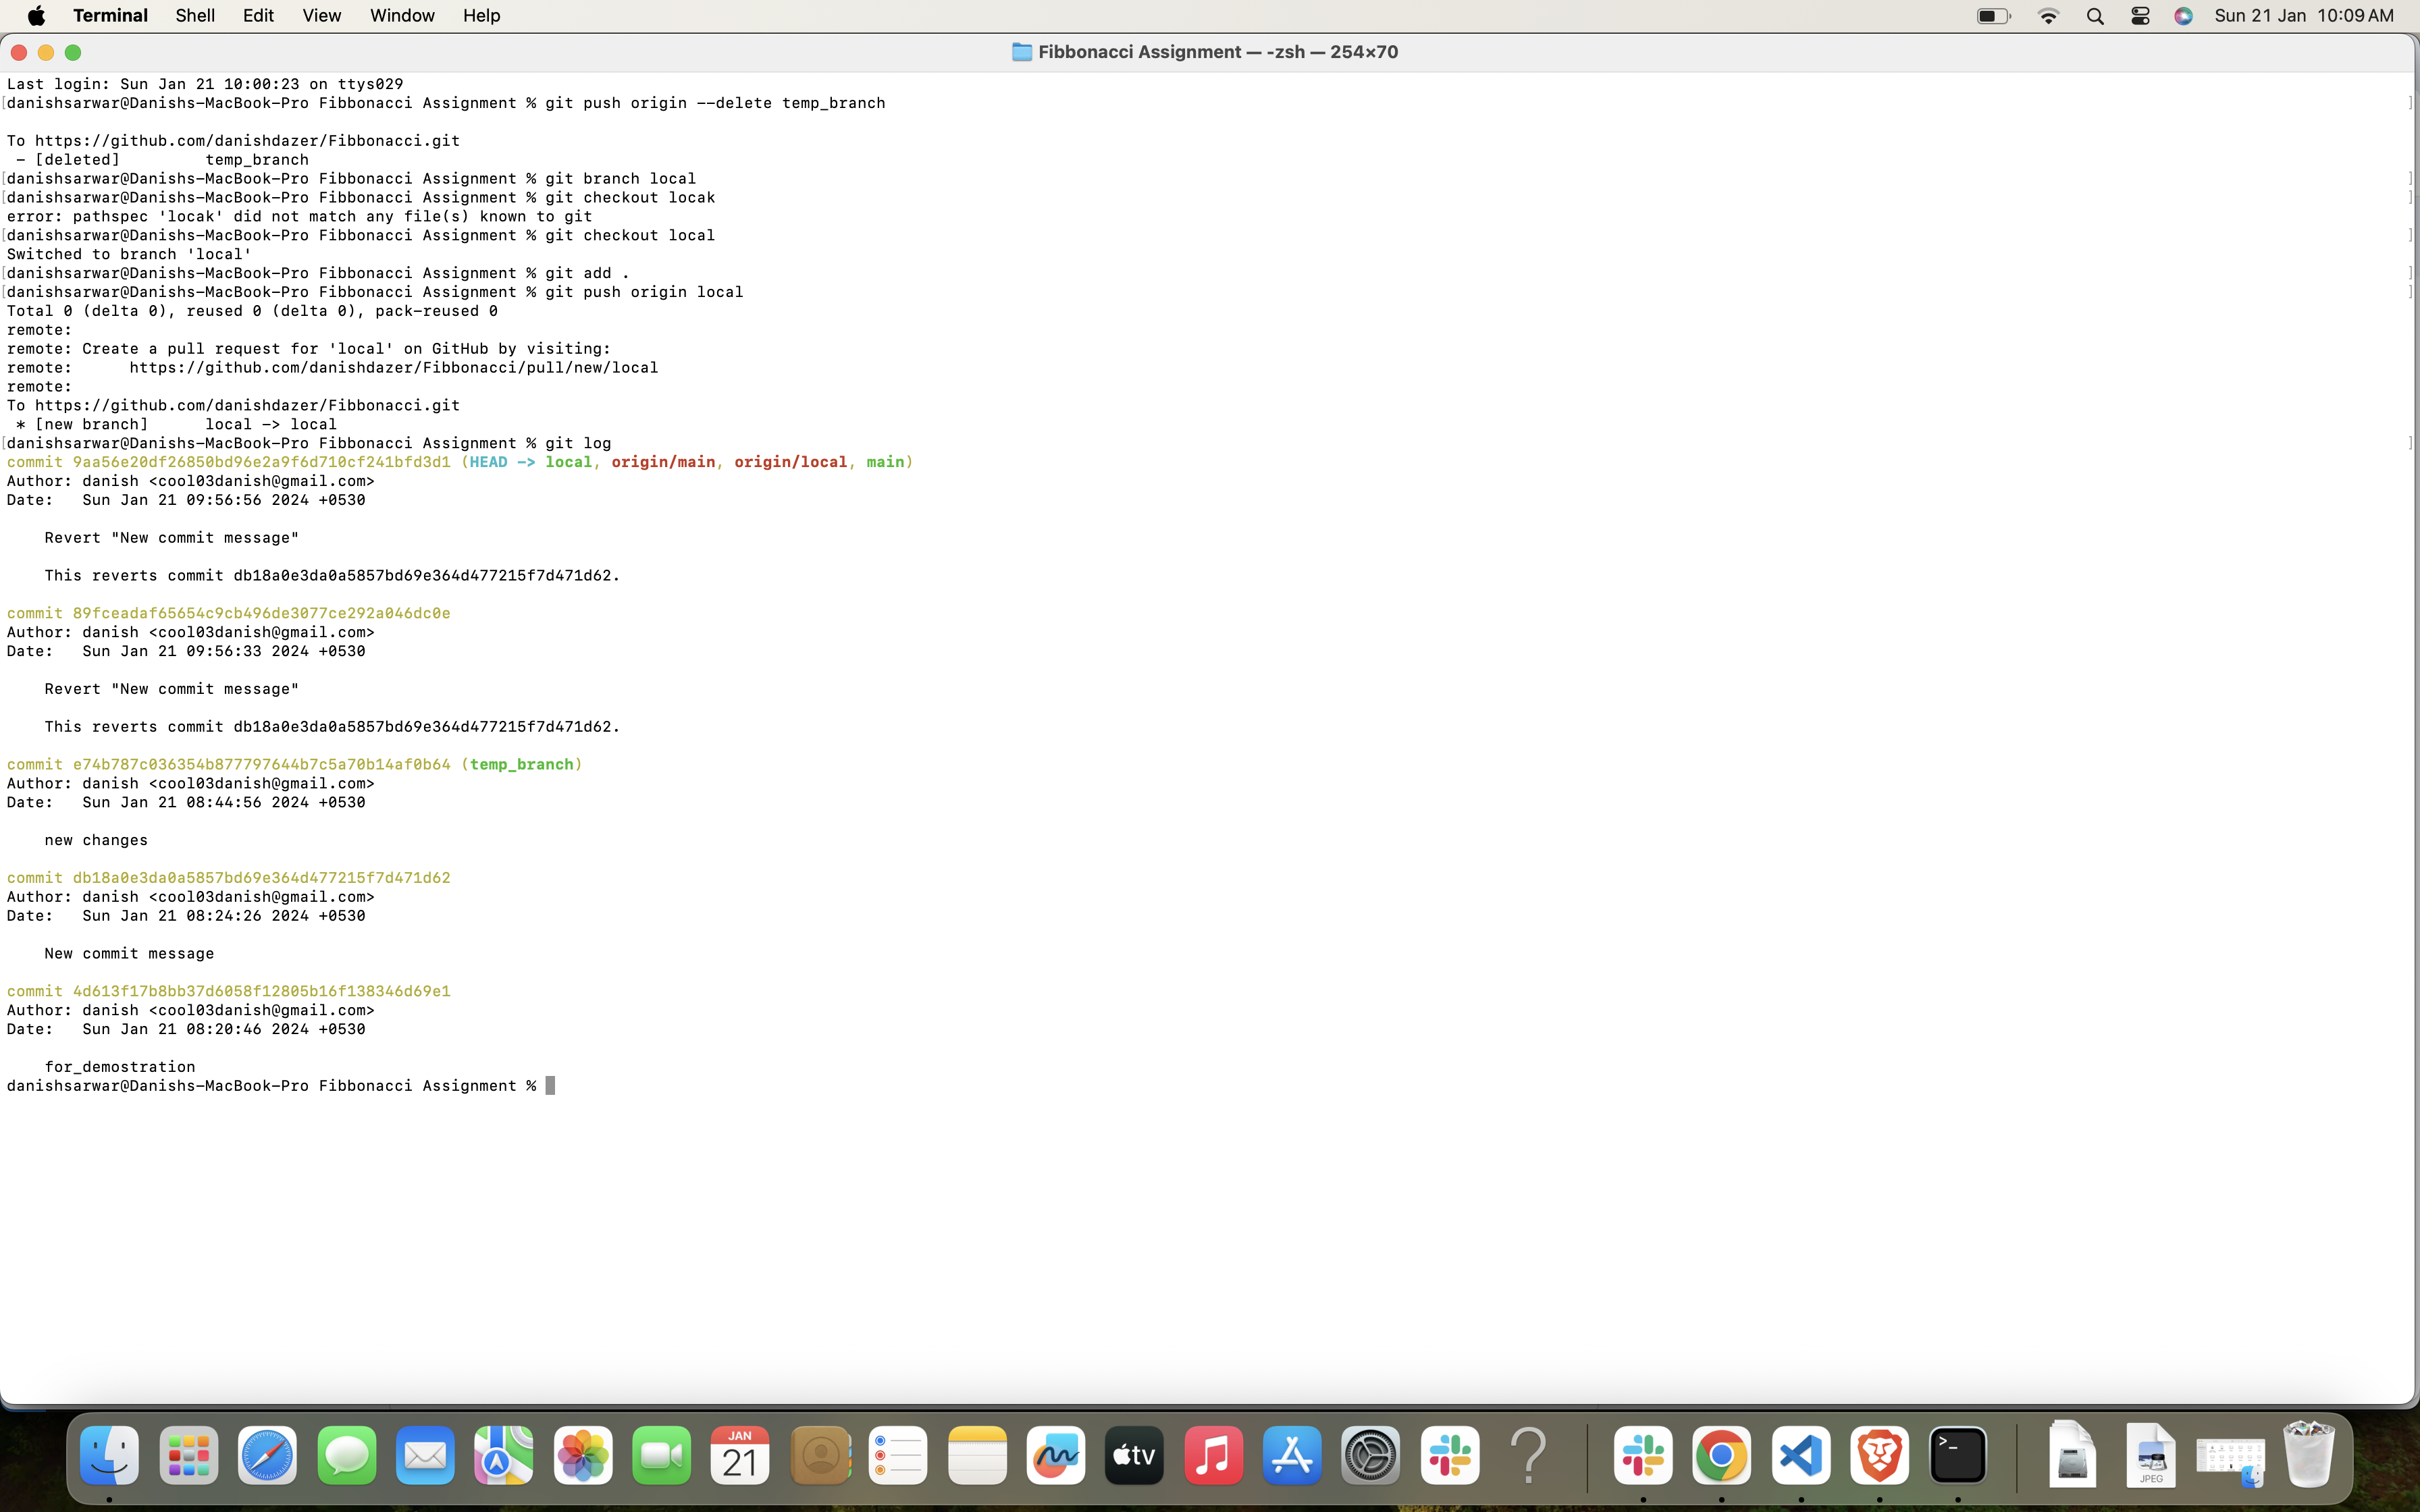 Terminal Shell Edit View Window Help Sun 21 Jan 10:09 AM
Fibbonacci Assignment — -zsh — 254×70
Last login: Sun Jan 21 10:00:23 on ttys029
[danishsarwar@Danishs-MacBook-Pro Fibbonacci Assignment % git push origin --delete temp_branch ]
To https://github.com/danishdazer/Fibbonacci.git
 - [deleted]         temp_branch
[danishsarwar@Danishs-MacBook-Pro Fibbonacci Assignment % git branch local ]
[danishsarwar@Danishs-MacBook-Pro Fibbonacci Assignment % git checkout locak ]
error: pathspec 'locak' did not match any file(s) known to git
[danishsarwar@Danishs-MacBook-Pro Fibbonacci Assignment % git checkout local ]
Switched to branch 'local'
[danishsarwar@Danishs-MacBook-Pro Fibbonacci Assignment % git add . ]
[danishsarwar@Danishs-MacBook-Pro Fibbonacci Assignment % git push origin local ]
Total 0 (delta 0), reused 0 (delta 0), pack-reused 0
remote:
remote: Create a pull request for 'local' on GitHub by visiting:
remote:      https://github.com/danishdazer/Fibbonacci/pull/new/local
remote:
To https://github.com/danishdazer/Fibbonacci.git
 * [new branch]      local -> local
[danishsarwar@Danishs-MacBook-Pro Fibbonacci Assignment % git log ]
commit 9aa56e20df26850bd96e2a9f6d710cf241bfd3d1 (HEAD -> local, origin/main, origin/local, main)
Author: danish <cool03danish@gmail.com>
Date:   Sun Jan 21 09:56:56 2024 +0530
    Revert "New commit message"
    This reverts commit db18a0e3da0a5857bd69e364d477215f7d471d62.
commit 89fceadaf65654c9cb496de3077ce292a046dc0e
Author: danish <cool03danish@gmail.com>
Date:   Sun Jan 21 09:56:33 2024 +0530
    Revert "New commit message"
    This reverts commit db18a0e3da0a5857bd69e364d477215f7d471d62.
commit e74b787c036354b877797644b7c5a70b14af0b64 (temp_branch)
Author: danish <cool03danish@gmail.com>
Date:   Sun Jan 21 08:44:56 2024 +0530
    new changes
commit db18a0e3da0a5857bd69e364d477215f7d471d62
Author: danish <cool03danish@gmail.com>
Date:   Sun Jan 21 08:24:26 2024 +0530
    New commit message
commit 4d613f17b8bb37d6058f12805b16f138346d69e1
Author: danish <cool03danish@gmail.com>
Date:   Sun Jan 21 08:20:46 2024 +0530
    for_demostration
danishsarwar@Danishs-MacBook-Pro Fibbonacci Assignment %
JAN
21
tv
?
>_
JPEG